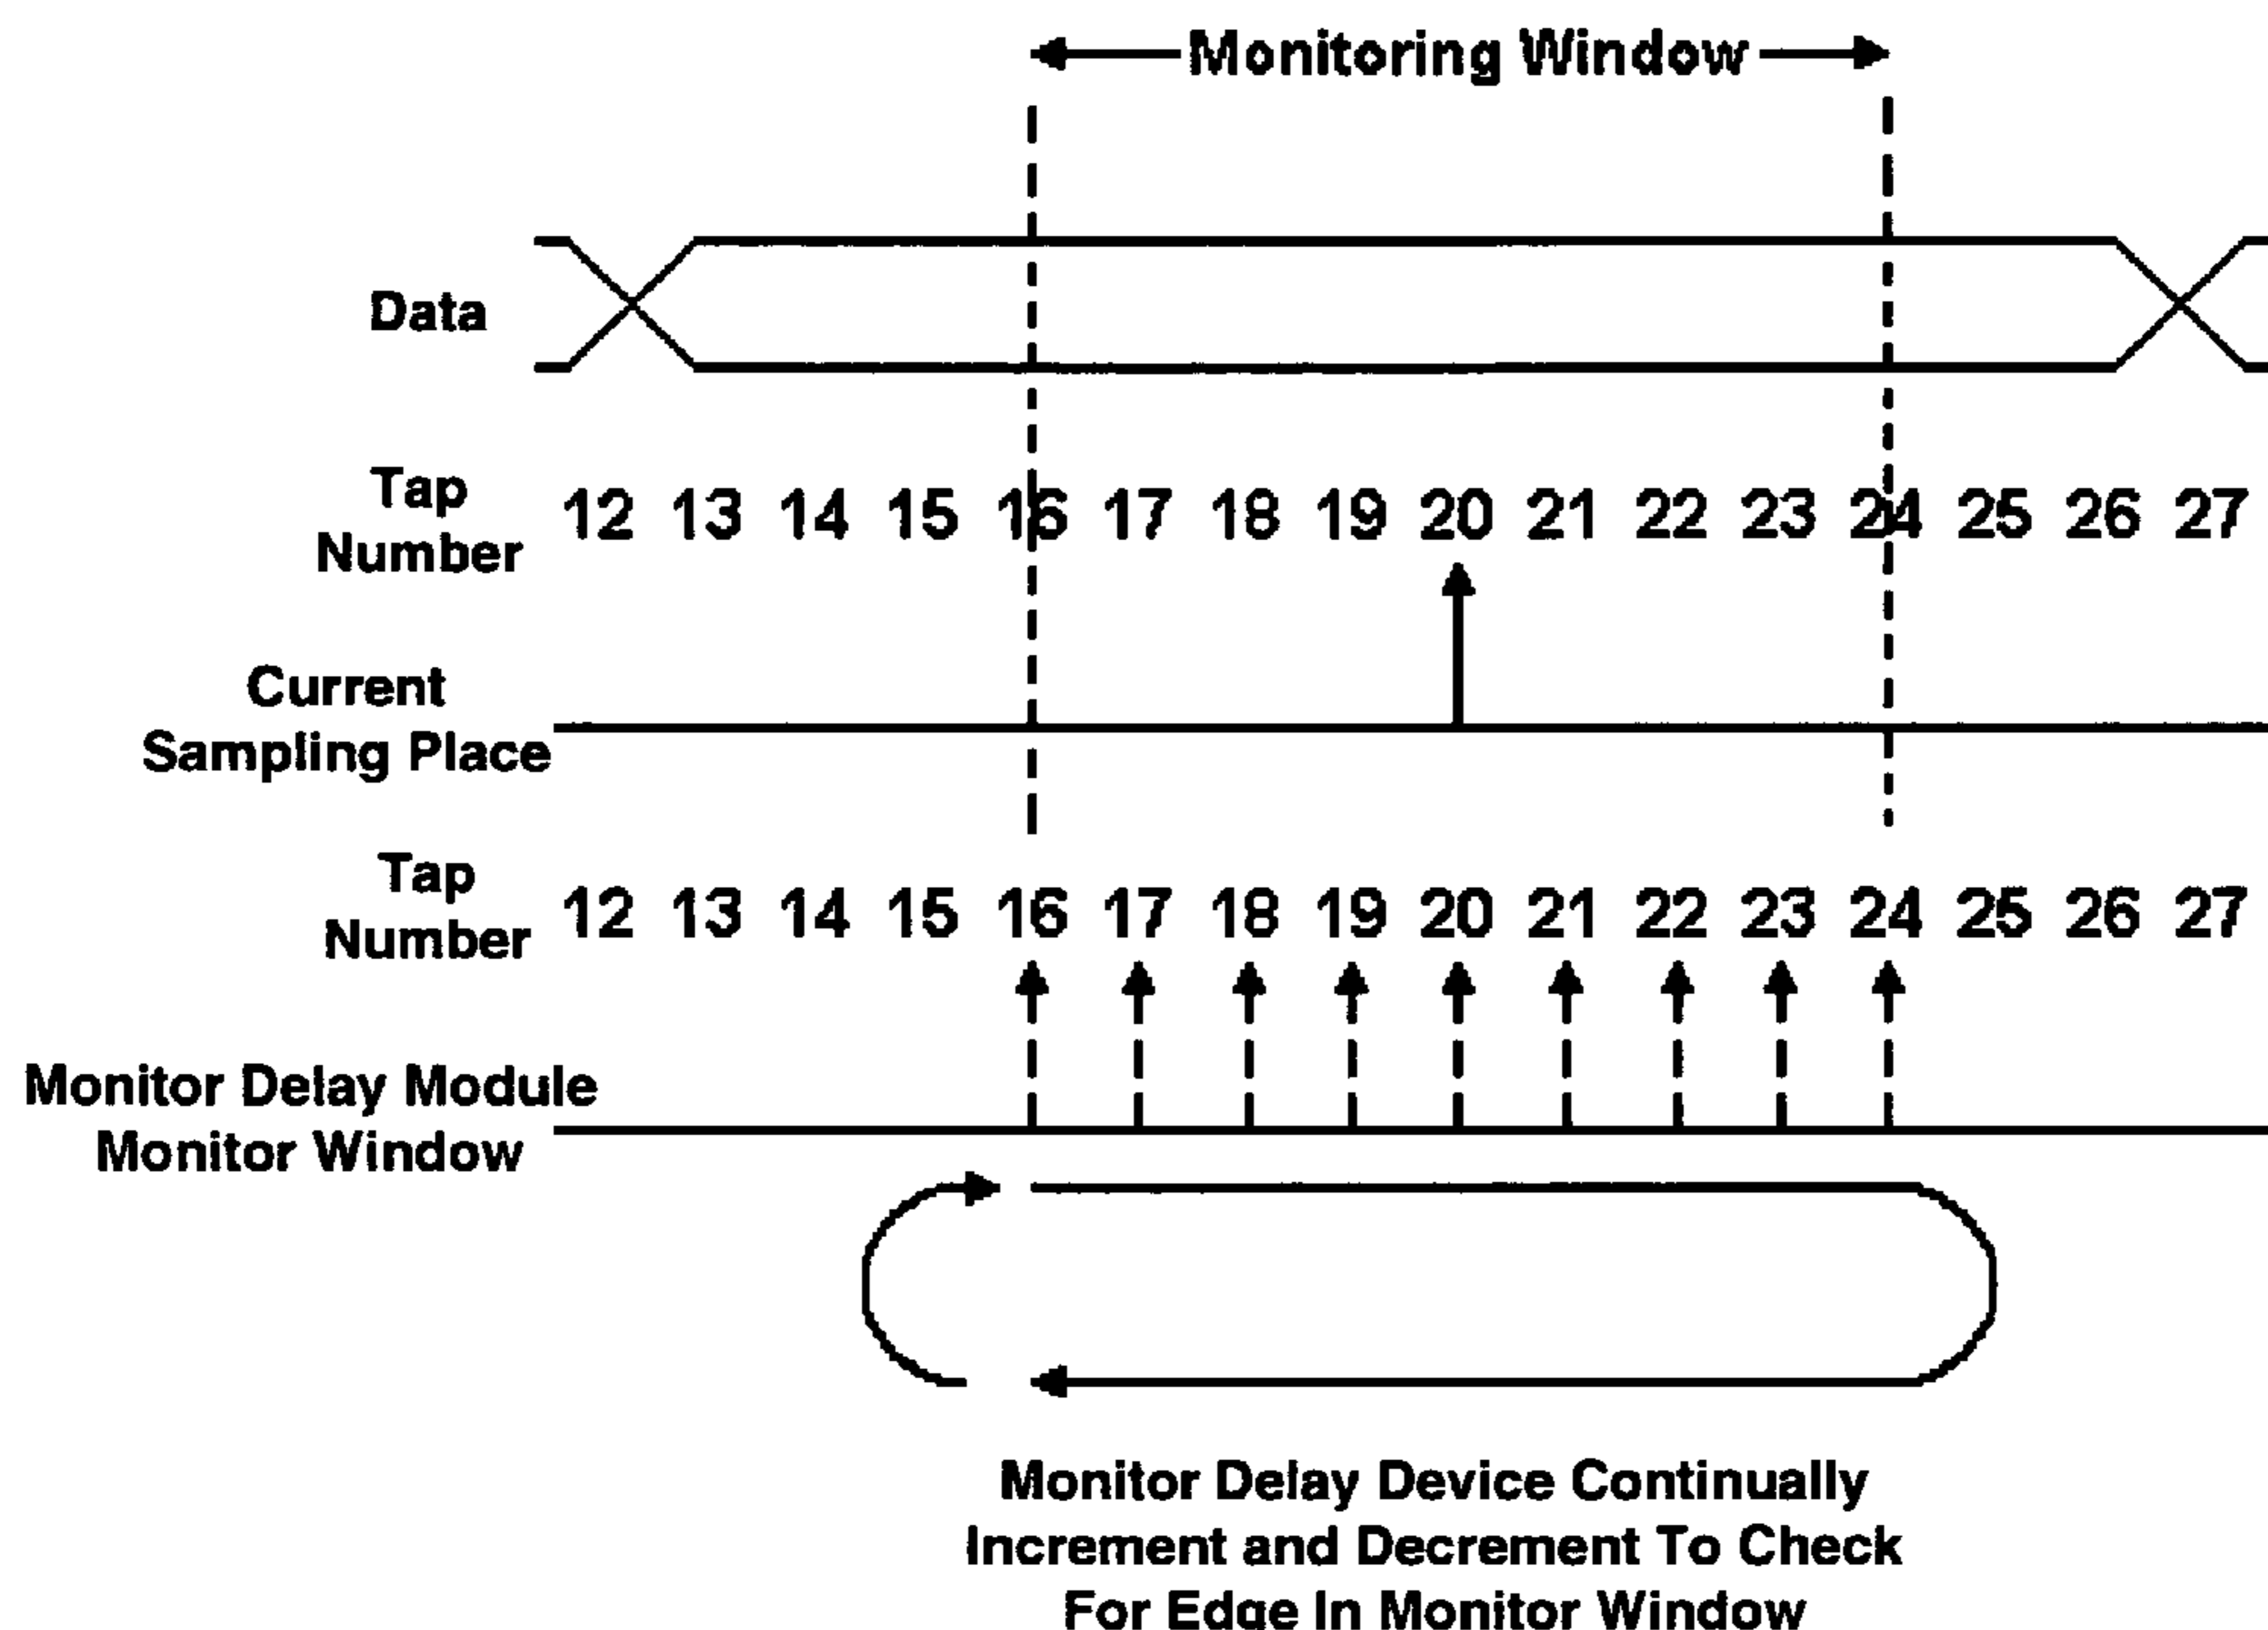 Monitoring Window
Data
Tap
Number
12 13 14 15 16 17 18 19 20 21 22 23 24 25 26 27
Current
Sampling Place
Tap
Number
12 13 14 15 16 17 18 19 20 21 22 23 24 25 26 27
Monitor Delay Module
Monitor Window
Monitor Delay Device Continually
Increment and Decrement To Check
For Edge In Monitor Window